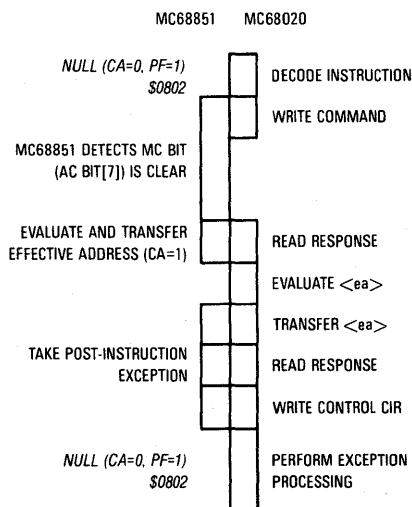 MC68851 MC68020
NULL (CA=0, PF=1)
$0802
DECODE INSTRUCTION
WRITE COMMAND
MC68851 DETECTS MC BIT
(AC BIT[7]) IS CLEAR
EVALUATE AND TRANSFER
EFFECTIVE ADDRESS (CA=1)
READ RESPONSE
EVALUATE <ea>
TRANSFER <ea>
TAKE POST-INSTRUCTION
EXCEPTION
READ RESPONSE
WRITE CONTROL CIR
NULL (CA=0, PF=1)
$0802
PERFORM EXCEPTION
PROCESSING